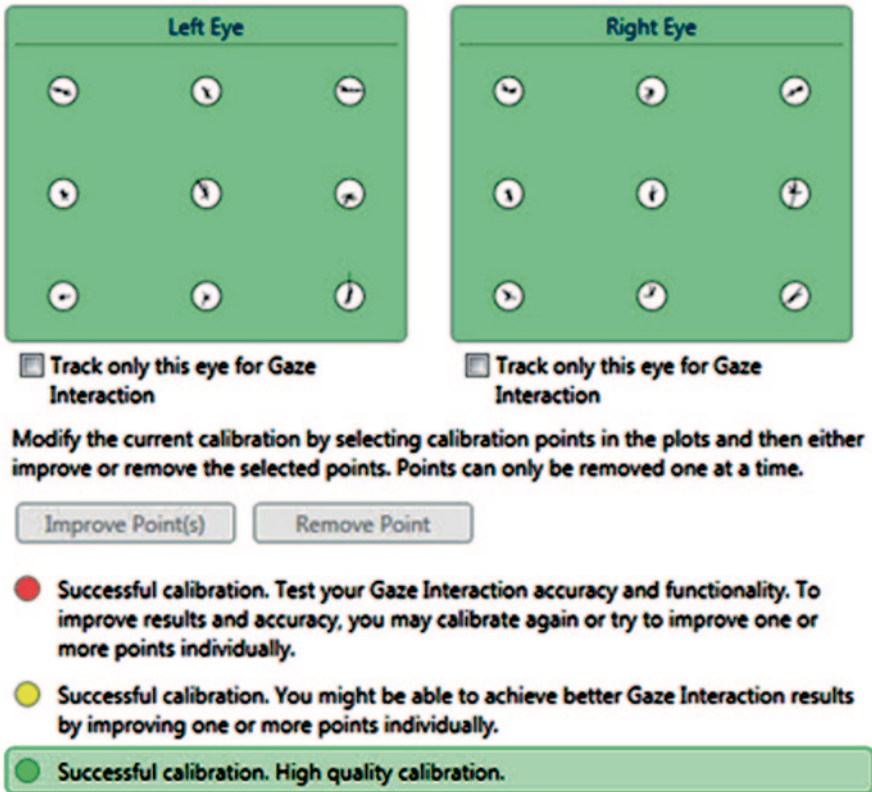 Left Eye
Right Eye
Track only this eye for Gaze
Interaction
Track only this eye for Gaze
Interaction
Modify the current calibration by selecting calibration points in the plots and then either
improve or remove the selected points. Points can only be removed one at a time.
Improve Point(s)
Remove Point
Successful calibration. Test your Gaze Interaction accuracy and functionality. To
improve results and accuracy, you may calibrate again or try to improve one or
more points individually.
Successful calibration. You might be able to achieve better Gaze Interaction results
by improving one or more points individually.
Successful calibration. High quality calibration.